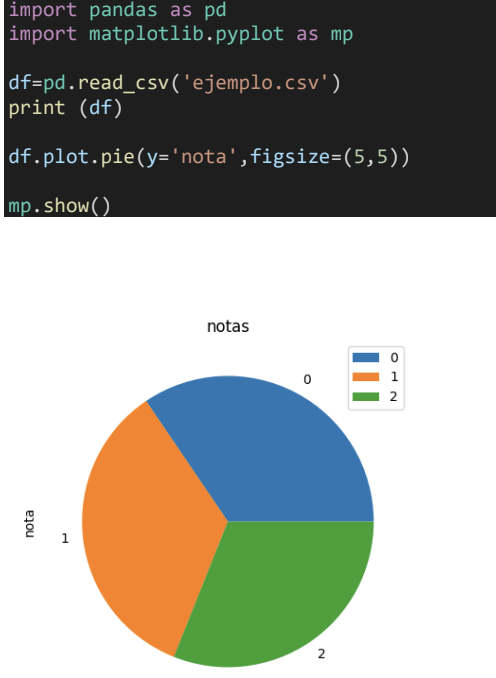 import pandas as pd
import matplotlib.pyplot as mp
df=pd.read_csv('ejemplo.csv')
print (df)
df.plot.pie(y='nota',figsize=(5,5))
mp.show()
notas
0
1
2
0
nota
1
2